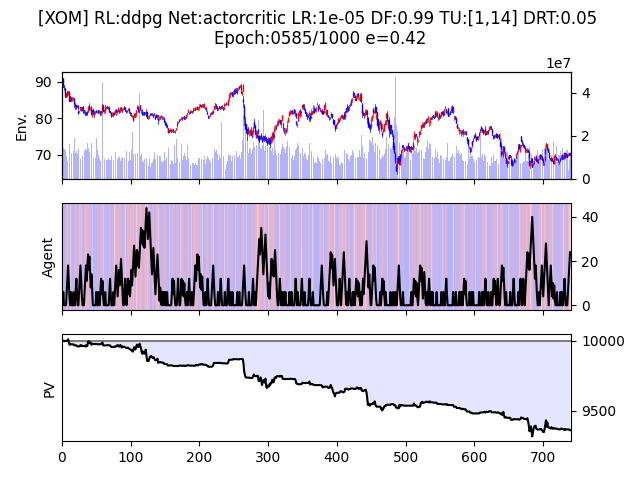 [XOM] RL:ddpg Net:actorcritic LR:1e-05 DF:0.99 TU:[1,14] DRT:0.05
Epoch:0585/1000 e=0.42
1e7
90
80
70
Env.
4
2
0
Agent
40
20
0
PV
10000
9500
0 100 200 300 400 500 600 700